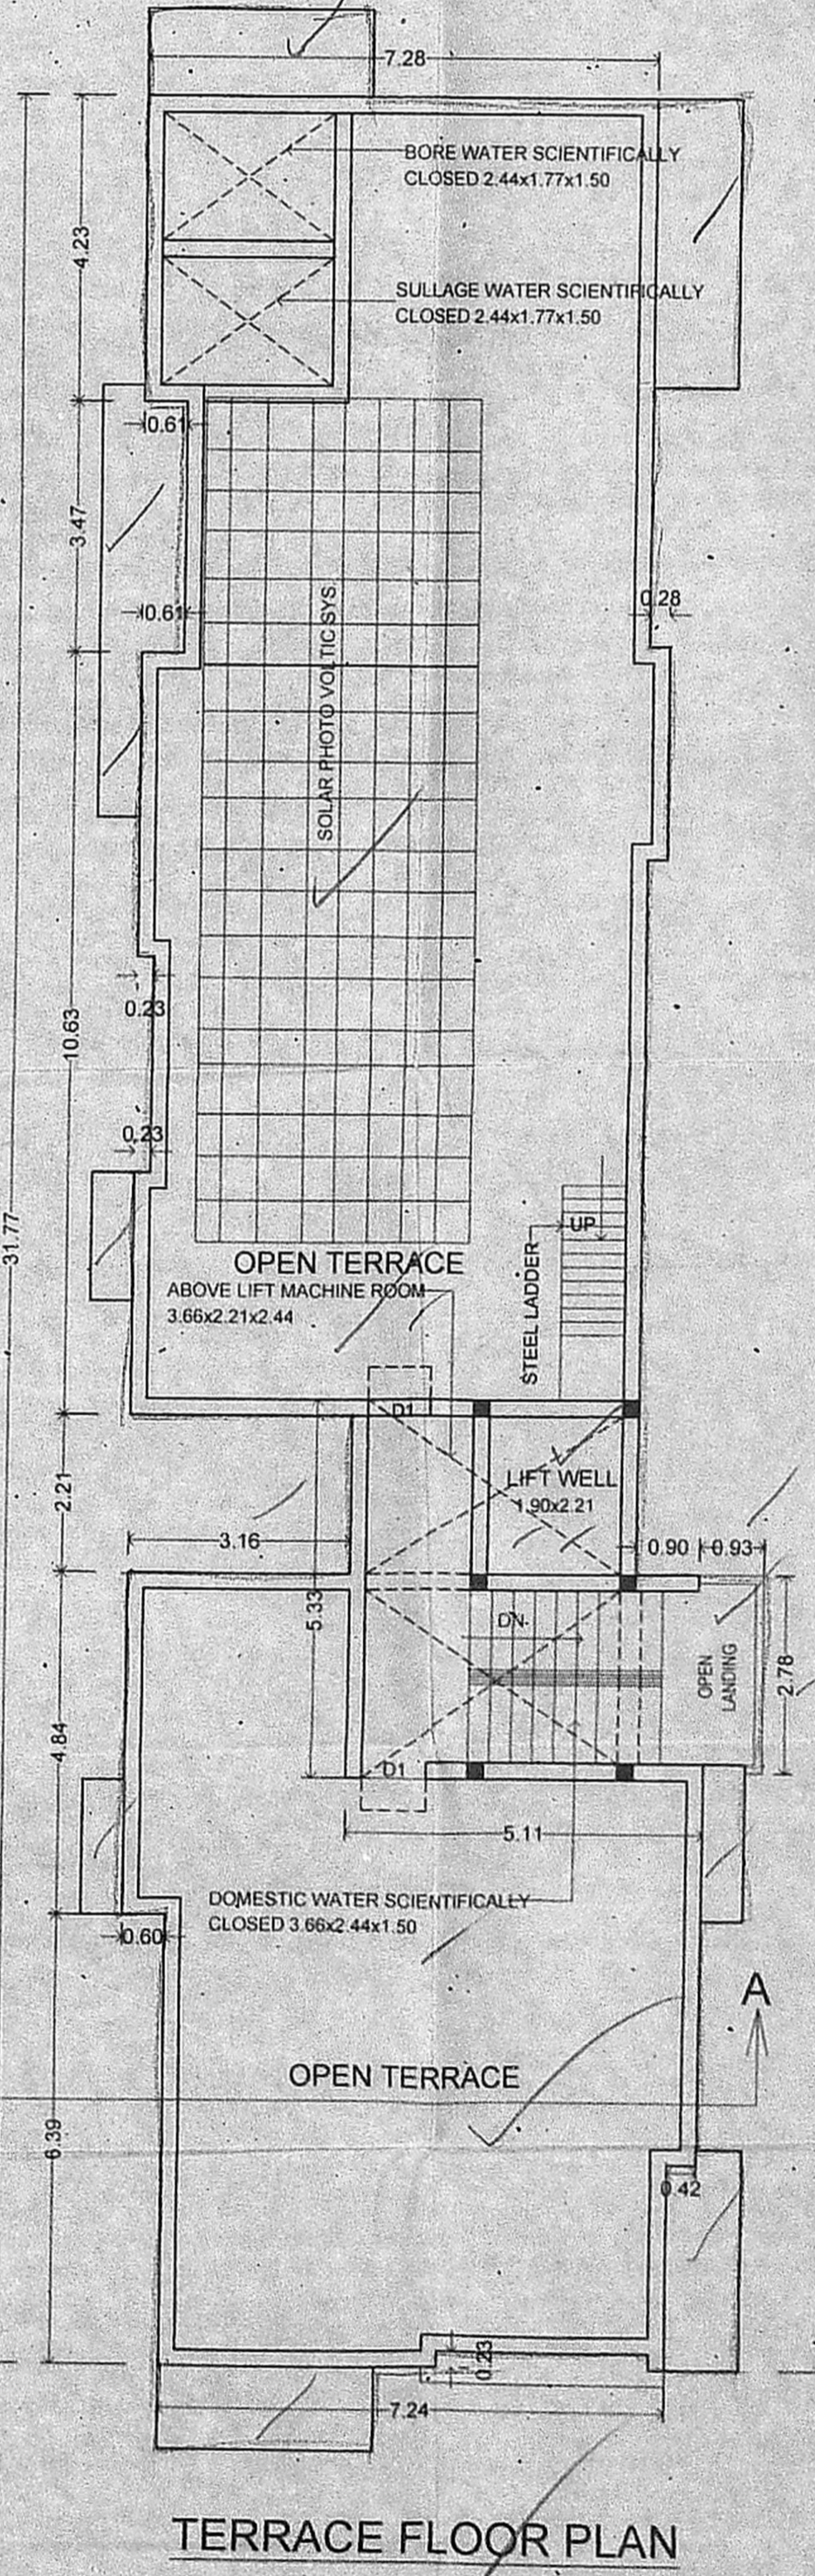 7.28
BORE WATER SCIENTIFICALLY
CLOSED 2.44x1.77x1.50
4.23
SULLAGE WATER SCIENTIFICALLY
CLOSED 2.44x1.77x1.50
0.61
3.47
SOLAR PHOTO VOLTIC SYS.
0.61
0.28
0.23
10.63
0.23
31.77
UP
OPEN TERRACE
ABOVE LIFT MACHINE ROOM
3.66x2.21x2.44
STEEL LADDER
D1
LIFT WELL
1.90x2.21
2.21
3.16
0.90
0.93
5.33
DN.
OPEN
LANDING
2.78
4.84
D1
5.11
DOMESTIC WATER SCIENTIFICALLY
CLOSED 3.66x2.44x1.50
0.60
A
OPEN TERRACE
6.39
0.42
0.23
7.24
TERRACE FLOOR PLAN